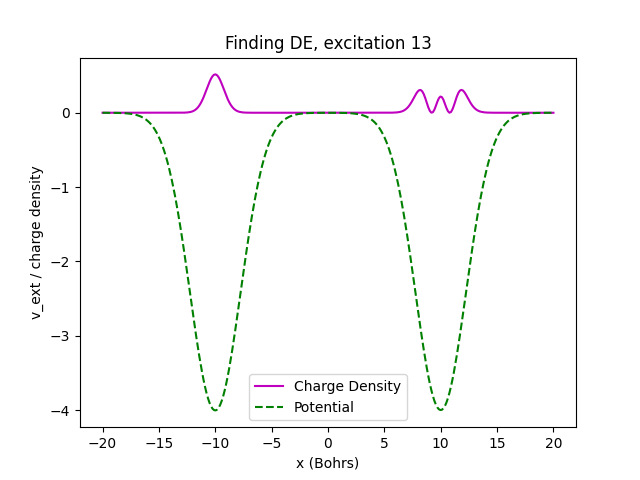 Finding DE, excitation 13
v_ext / charge density
0
−1
−2
−3
−4
Charge Density
Potential
−20 −15 −10 −5 0 5 10 15 20
x (Bohrs)